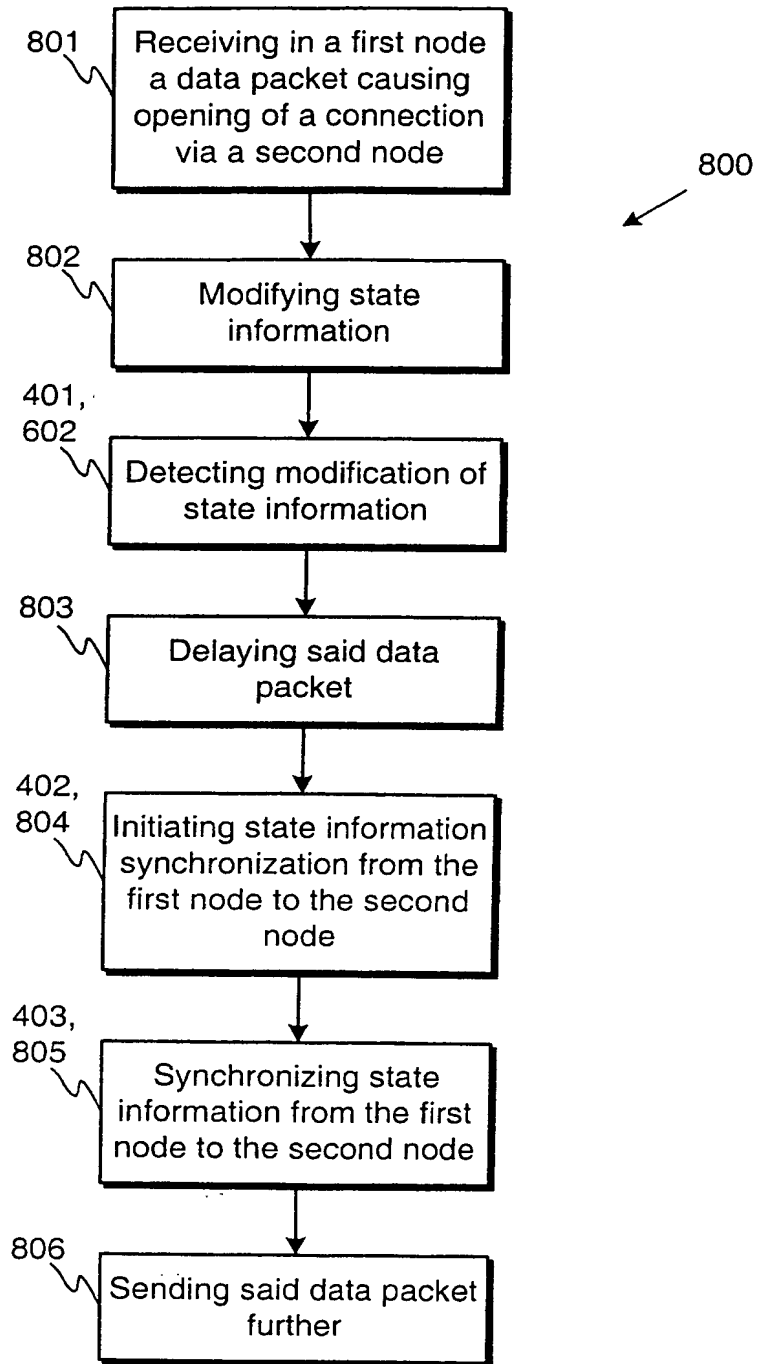 801
Receiving in a first node
a data packet causing
opening of a connection
via a second node
800
802
Modifying state
information
401,
602
Detecting modification of
state information
803
Delaying said data
packet
402,
804
Initiating state information
synchronization from the
first node to the second
node
403,
805
Synchronizing state
information from the first
node to the second node
806
Sending said data packet
further